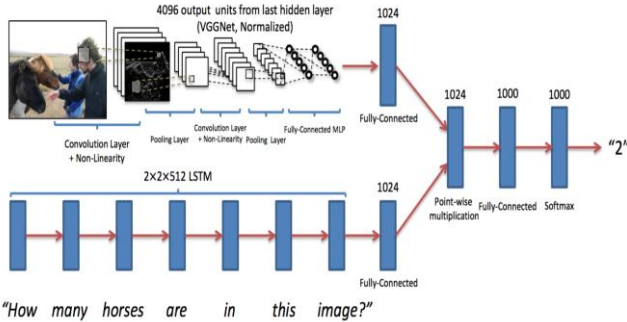 4096 output units from last hidden layer
(VGGNet, Normalized)
1024
Convolution Layer
+ Non-Linearity
Pooling Layer
Convolution Layer
+ Non-Linearity
Pooling Layer
Fully-Connected MLP
Fully-Connected
1024
1000
1000
"2"
2×2×512 LSTM
1024
Point-wise
multiplication
Fully-Connected
Softmax
Fully-Connected
"How many horses are in this image?"